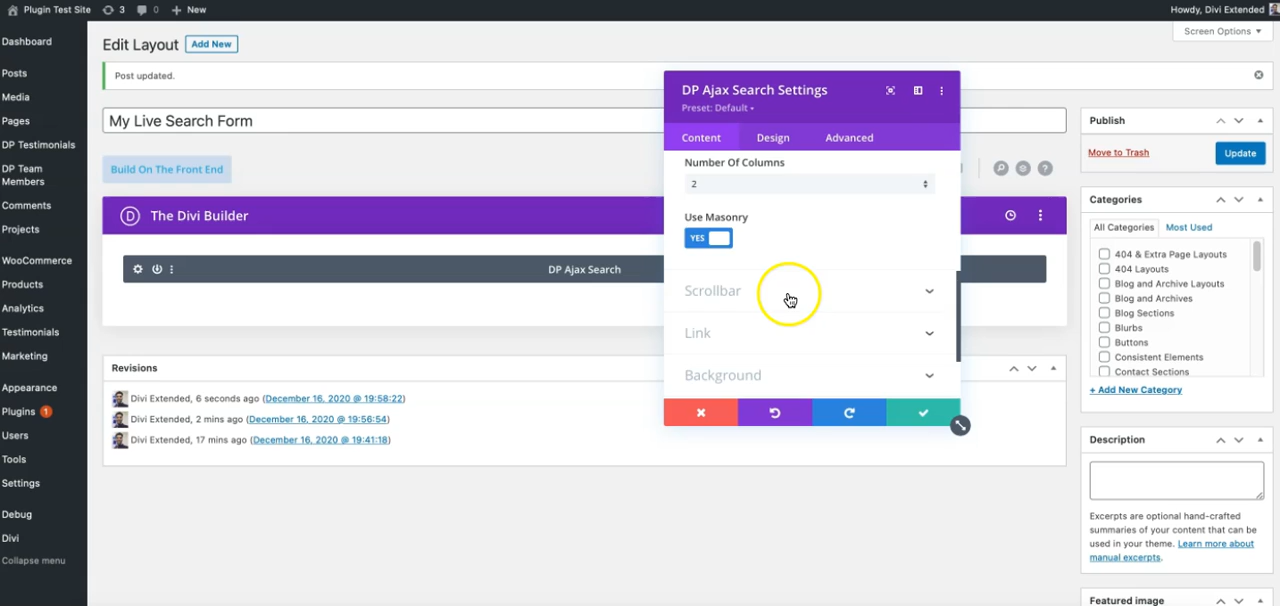 Plugin Test Site
3
0
New
Howdy, Divi Extended
Screen Options
Dashboard
Posts
Media
Pages
DP Testimonials
DP Team
Members
Comments
Projects
WooCommerce
Products
Analytics
Testimonials
Marketing
Appearance
Plugins 1
Users
Tools
Settings
Debug
Divi
Collapse menu
Edit Layout
Add New
Post updated.
My Live Search Form
Build On The Front End
D
The Divi Builder
DP Ajax Search
Revisions
Divi Extended, 6 seconds ago (December 16, 2020 @ 19:58:22)
Divi Extended, 2 mins ago (December 16, 2020 @ 19:56:54)
Divi Extended, 17 mins ago (December 16, 2020 @ 19:41:18)
DP Ajax Search Settings
Preset: Default
Content
Design
Advanced
Number Of Columns
2
Use Masonry
YES
Scrollbar
Link
Background
?
Publish
Move to Trash
Update
Categories
All Categories
Most Used
404 & Extra Page Layouts
404 Layouts
Blog and Archive Layouts
Blog and Archives
Blog Sections
Blurbs
Buttons
Consistent Elements
Contact Sections
+ Add New Category
Description
Excerpts are optional hand-crafted
summaries of your content that can be
used in your theme. Learn more about
manual excerpts.
Featured image